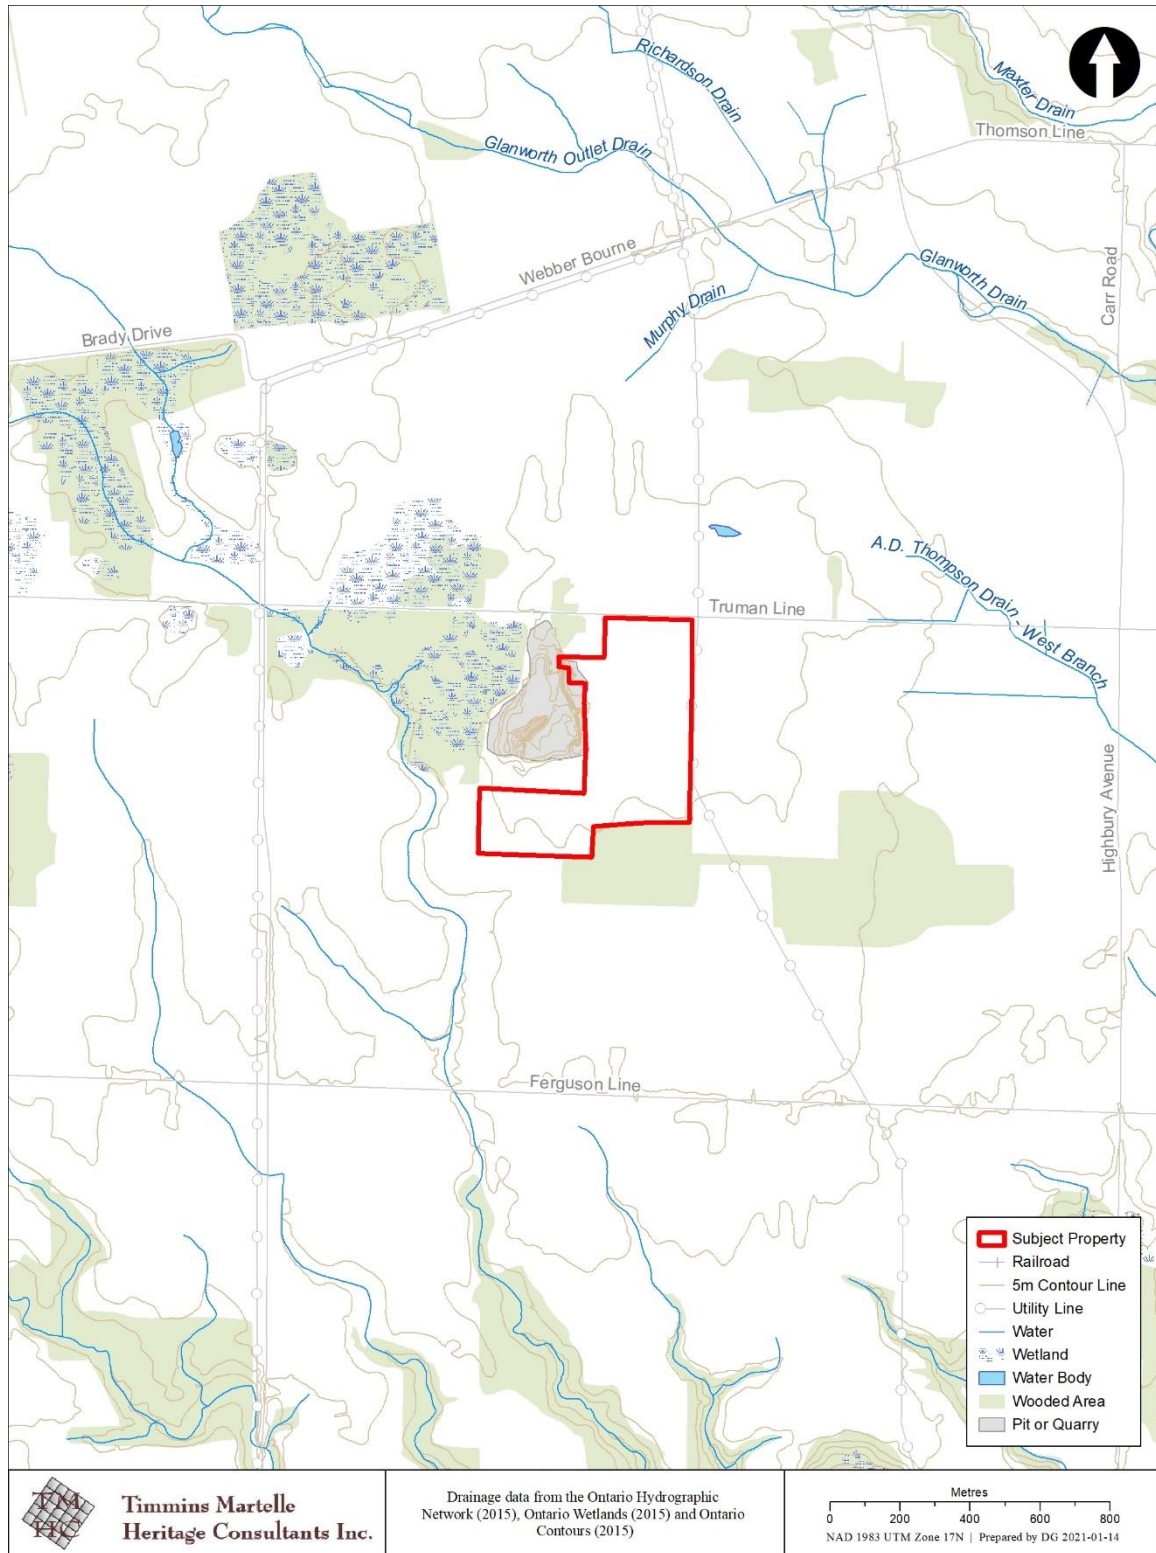 Richardson Drain
Maxter Drain
Thomson Line
Glanworth Outlet Drain
Webber Bourne
Glanworth Drain
Carr Road
Murphy Drain
Brady Drive
A.D. Thompson Drain - West Branch
Truman Line
Highbury Avenue
Ferguson Line
Subject Property
Railroad
5m Contour Line
Utility Line
Water
Wetland
Water Body
Wooded Area
Pit or Quarry
TM
HC
Timmins Martelle
Heritage Consultants Inc.
Drainage data from the Ontario Hydrographic
Network (2015), Ontario Wetlands (2015) and Ontario
Contours (2015)
Metres
0 200 400 600 800
NAD 1983 UTM Zone 17N | Prepared by DG 2021-01-14